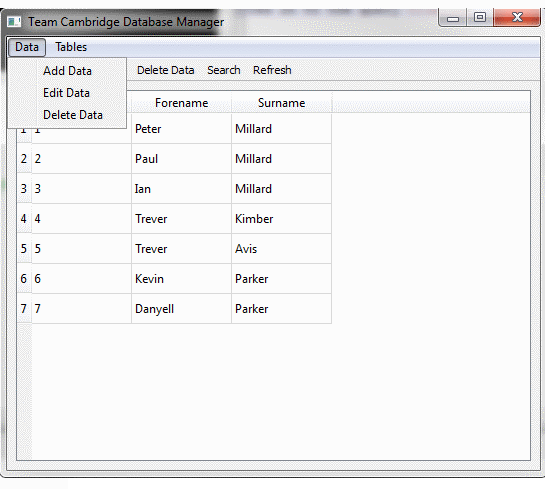 Team Cambridge Database Manager
Data Tables
Add Data
Edit Data
Delete Data
Delete Data Search Refresh
Forename Surname
1 1 Peter Millard
2 2 Paul Millard
3 3 Ian Millard
4 4 Trever Kimber
5 5 Trever Avis
6 6 Kevin Parker
7 7 Danyell Parker